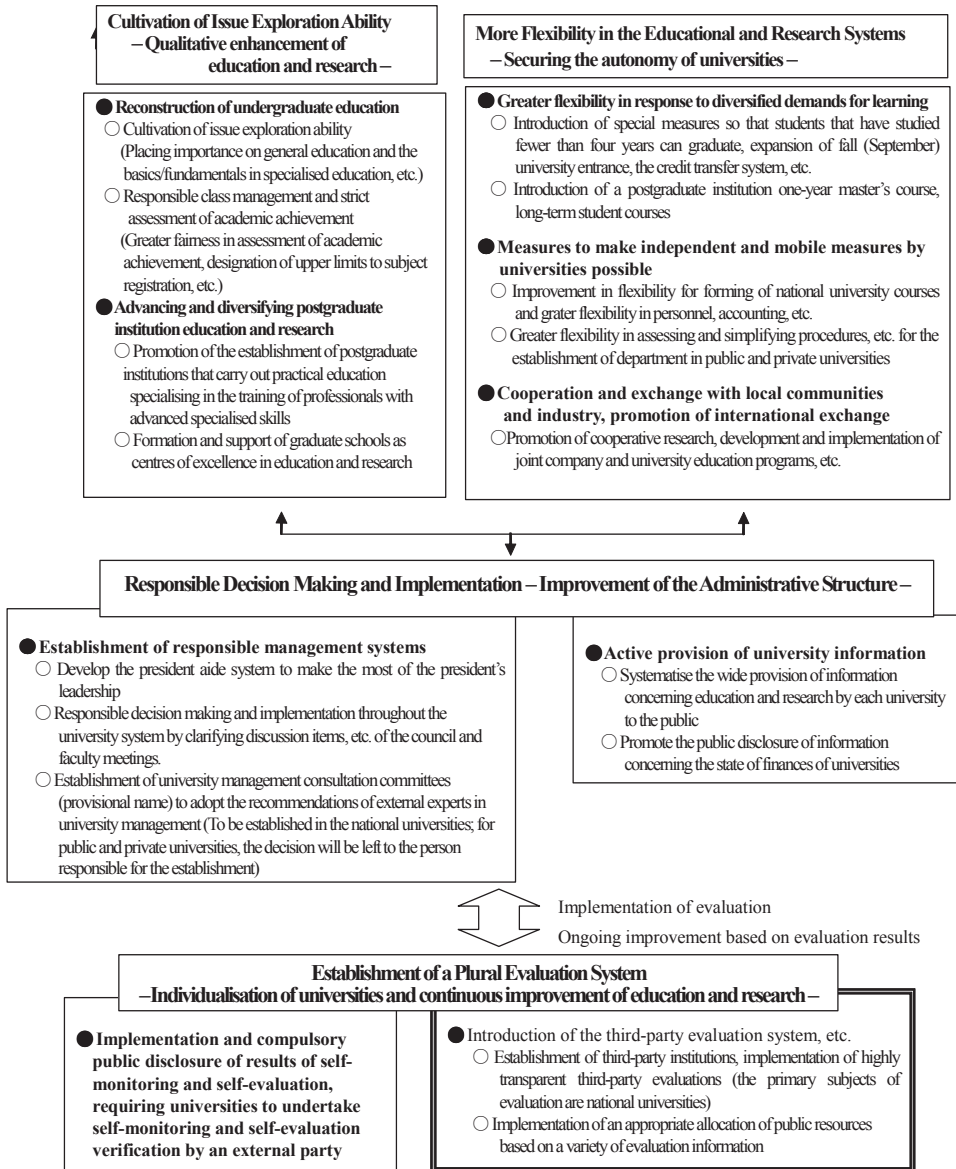 Cultivation of Issue Exploration Ability
– Qualitative enhancement of
education and research –
● Reconstruction of undergraduate education
○ Cultivation of issue exploration ability
(Placing importance on general education and the
basics/fundamentals in specialised education, etc.)
○ Responsible class management and strict
assessment of academic achievement
(Greater fairness in assessment of academic
achievement, designation of upper limits to subject
registration, etc.)
● Advancing and diversifying postgraduate
institution education and research
○ Promotion of the establishment of postgraduate
institutions that carry out practical education
specialising in the training of professionals with
advanced specialised skills
○ Formation and support of graduate schools as
centres of excellence in education and research
More Flexibility in the Educational and Research Systems
– Securing the autonomy of universities –
● Greater flexibility in response to diversified demands for learning
○ Introduction of special measures so that students that have studied
fewer than four years can graduate, expansion of fall (September)
university entrance, the credit transfer system, etc.
○ Introduction of a postgraduate institution one-year master's course,
long-term student courses
● Measures to make independent and mobile measures by
universities possible
○ Improvement in flexibility for forming of national university courses
and grater flexibility in personnel, accounting, etc.
○ Greater flexibility in assessing and simplifying procedures, etc. for the
establishment of department in public and private universities
● Cooperation and exchange with local communities
and industry, promotion of international exchange
○ Promotion of cooperative research, development and implementation of
joint company and university education programs, etc.
Responsible Decision Making and Implementation – Improvement of the Administrative Structure –
● Establishment of responsible management systems
○ Develop the president aide system to make the most of the president's
leadership
○ Responsible decision making and implementation throughout the
university system by clarifying discussion items, etc. of the council and
faculty meetings.
○ Establishment of university management consultation committees
(provisional name) to adopt the recommendations of external experts in
university management (To be established in the national universities; for
public and private universities, the decision will be left to the person
responsible for the establishment)
● Active provision of university information
○ Systematise the wide provision of information
concerning education and research by each university
to the public
○ Promote the public disclosure of information
concerning the state of finances of universities
Implementation of evaluation
Ongoing improvement based on evaluation results
Establishment of a Plural Evaluation System
– Individualisation of universities and continuous improvement of education and research –
● Implementation and compulsory
public disclosure of results of self-
monitoring and self-evaluation,
requiring universities to undertake
self-monitoring and self-evaluation
verification by an external party
● Introduction of the third-party evaluation system, etc.
○ Establishment of third-party institutions, implementation of highly
transparent third-party evaluations (the primary subjects of
evaluation are national universities)
○ Implementation of an appropriate allocation of public resources
based on a variety of evaluation information